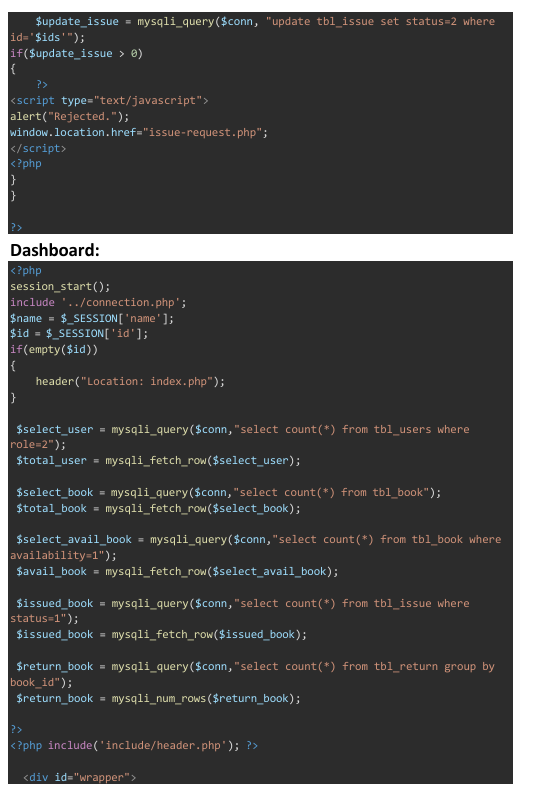 $update_issue = mysqli_query($conn, "update tbl_issue set status=2 where
id='$ids'");
if($update_issue > 0)
{
    ?>
<script type="text/javascript">
alert("Rejected.");
window.location.href="issue-request.php";
</script>
<?php
}
}

?>
Dashboard:
<?php
session_start();
include '../connection.php';
$name = $_SESSION['name'];
$id = $_SESSION['id'];
if(empty($id))
{
    header("Location: index.php");
}

 $select_user = mysqli_query($conn,"select count(*) from tbl_users where
role=2");
 $total_user = mysqli_fetch_row($select_user);

 $select_book = mysqli_query($conn,"select count(*) from tbl_book");
 $total_book = mysqli_fetch_row($select_book);

 $select_avail_book = mysqli_query($conn,"select count(*) from tbl_book where
availability=1");
 $avail_book = mysqli_fetch_row($select_avail_book);

 $issued_book = mysqli_query($conn,"select count(*) from tbl_issue where
status=1");
 $issued_book = mysqli_fetch_row($issued_book);

 $return_book = mysqli_query($conn,"select count(*) from tbl_return group by
book_id");
 $return_book = mysqli_num_rows($return_book);

?>
<?php include('include/header.php'); ?>

  <div id="wrapper">